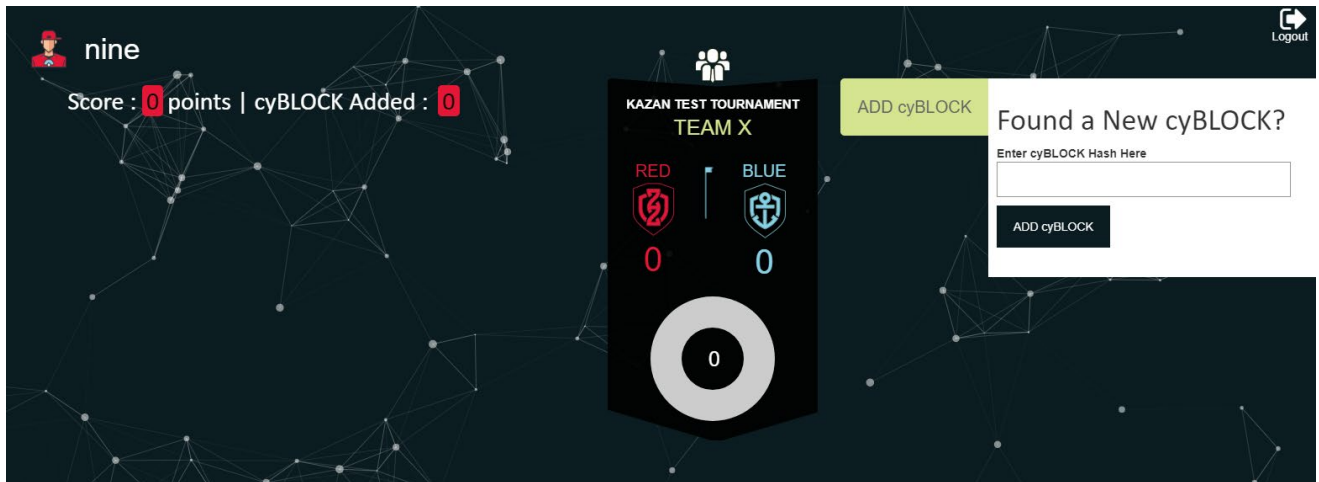 nine
Score : 0 points | cyBLOCK Added : 0
KAZAN TEST TOURNAMENT
TEAM X
RED
BLUE
0
0
0
ADD cyBLOCK
Found a New cyBLOCK?
Enter cyBLOCK Hash Here
ADD cyBLOCK
Logout